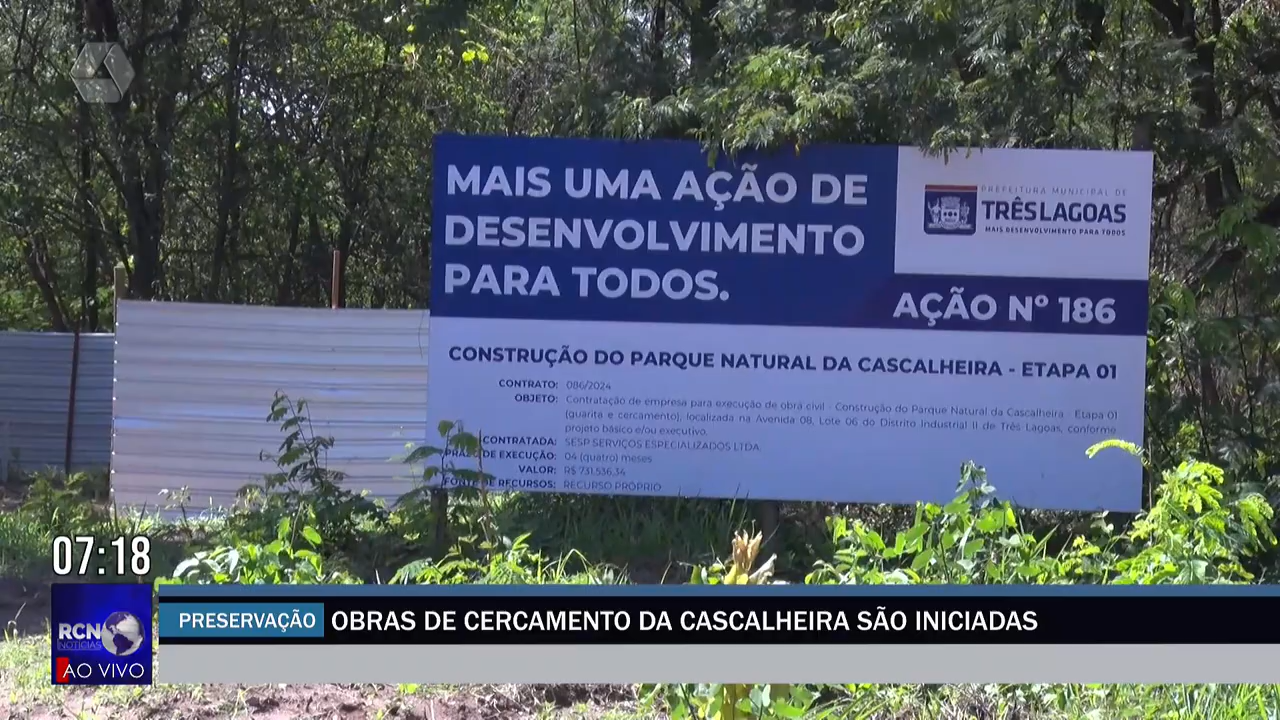 MAIS UMA AÇÃO DE
DESENVOLVIMENTO
PARA TODOS.
PREFEITURA MUNICIPAL DE
TRÊS LAGOAS
MAIS DESENVOLVIMENTO PARA TODOS
AÇÃO Nº 186
CONSTRUÇÃO DO PARQUE NATURAL DA CASCALHEIRA - ETAPA 01
CONTRATO: 086/2024
OBJETO: Contratação de empresa para execução de obra civil - Construção do Parque Natural da Cascalheira - Etapa 01
(guarita e cercamento), localizada na Avenida 08, Lote 06 do Distrito Industrial II de Três Lagoas, conforme
projeto básico e/ou executivo.
CONTRATADA: SESP SERVIÇOS ESPECIALIZADOS LTDA
PRAZO DE EXECUÇÃO: 04 (quatro) meses
VALOR: R$ 731.536,34
FONTE DE RECURSOS: RECURSO PRÓPRIO
07:18
RCN
NOTÍCIAS
AO VIVO
PRESERVAÇÃO
OBRAS DE CERCAMENTO DA CASCALHEIRA SÃO INICIADAS